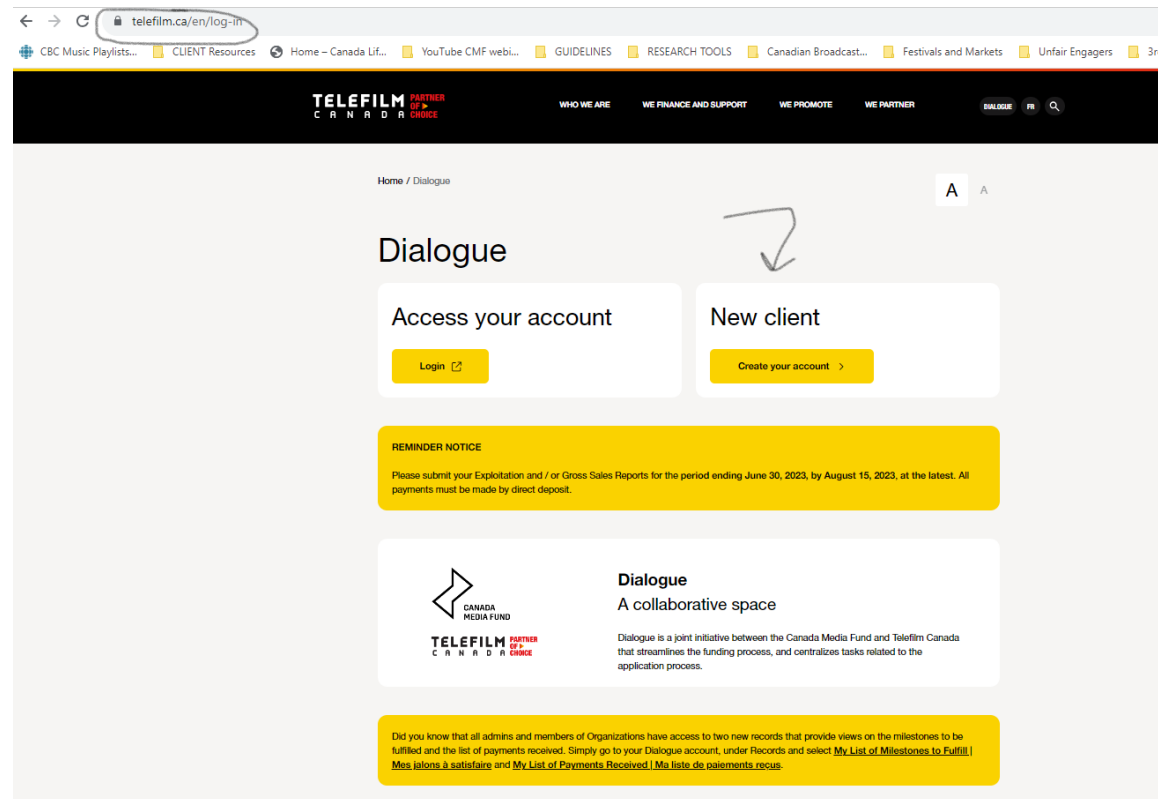 telefilm.ca/en/log-in
CBC Music Playlists... CLIENT Resources Home – Canada Lif... YouTube CMF webi... GUIDELINES RESEARCH TOOLS Canadian Broadcast... Festivals and Markets Unfair Engagers 3r
TELEFILM PARTNER
CANADA OF CHOICE
WHO WE ARE WE FINANCE AND SUPPORT WE PROMOTE WE PARTNER DIALOGUE FR
Home / Dialogue
A A
Dialogue
Access your account
Login
New client
Create your account
REMINDER NOTICE
Please submit your Exploitation and / or Gross Sales Reports for the period ending June 30, 2023, by August 15, 2023, at the latest. All
payments must be made by direct deposit.
CANADA
MEDIA FUND
TELEFILM PARTNER
CANADA OF CHOICE
Dialogue
A collaborative space
Dialogue is a joint initiative between the Canada Media Fund and Telefilm Canada
that streamlines the funding process, and centralizes tasks related to the
application process.
Did you know that all admins and members of Organizations have access to two new records that provide views on the milestones to be
fulfilled and the list of payments received. Simply go to your Dialogue account, under Records and select My List of Milestones to Fulfill |
Mes jalons à satisfaire and My List of Payments Received | Ma liste de paiements reçus.